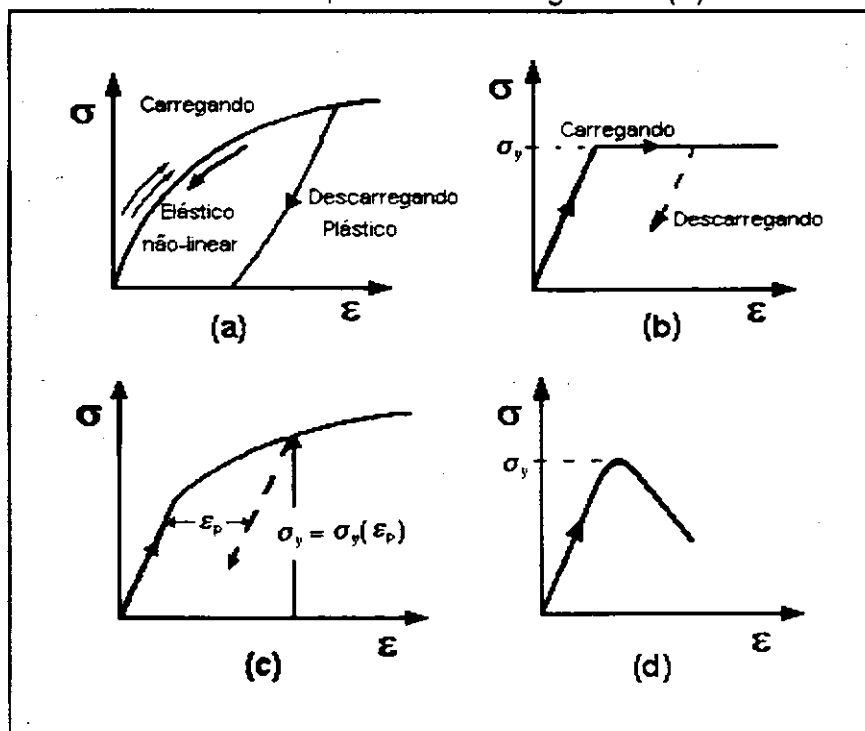 σ
Carregando
Elástico
não-linear
Descarregando
Plástico
ε
(a)
σ
σy
Carregando
Descarregando
ε
(b)
σ
εp
σy = σy(εp)
ε
(c)
σ
σy
ε
(d)